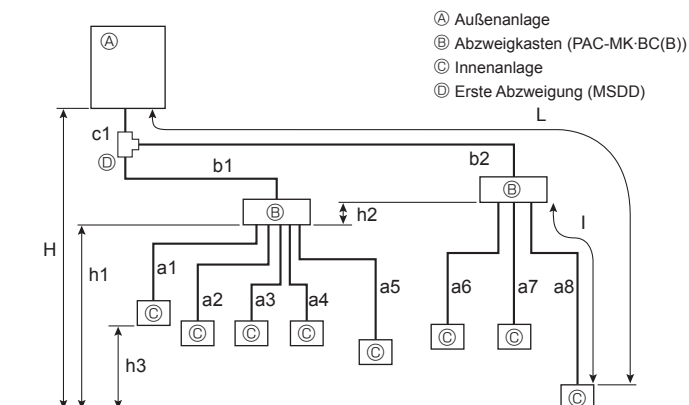 Ⓐ
Ⓐ Außenanlage
Ⓑ Abzweigkasten (PAC-MK·BC(B))
Ⓒ Innenanlage
Ⓓ Erste Abzweigung (MSDD)
L
c1
Ⓓ
b1
b2
Ⓑ
Ⓑ
h2
H
h1
l
a1
a2
a3
a4
a5
a6
a7
a8
Ⓒ
Ⓒ
Ⓒ
Ⓒ
Ⓒ
Ⓒ
Ⓒ
h3
Ⓒ